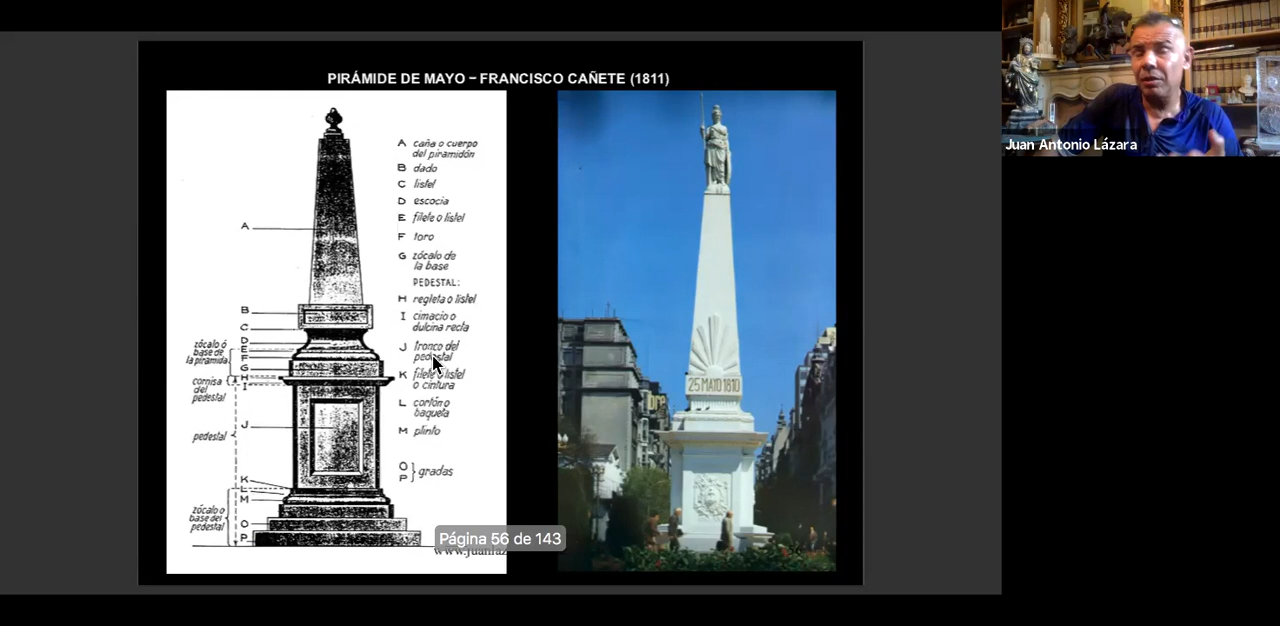 PIRÁMIDE DE MAYO – FRANCISCO CAÑETE (1811)
A caña o cuerpo
del piramidón
B dado
C listel
D escocia
E filete o listel
F toro
G zócalo de
la base
PEDESTAL:
H regleta o listel
I cimacio o
dulcina recta
J tronco del
pedestal
K filete o listel
o cintura
L cordón o
baqueta
M plinto
O
P } gradas
A
B
C
D
E
F
G
H
I
J
K
L
M
O
P
zócalo ó
base de
la pirámide
cornisa
del
pedestal
pedestal
zócalo o
base del
pedestal
25 MAYO 1810
Página 56 de 143
Juan Antonio Lázara